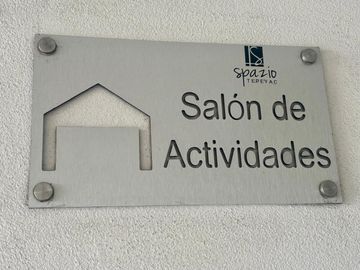 spazio
TEPEYAC
Salón de
Actividades